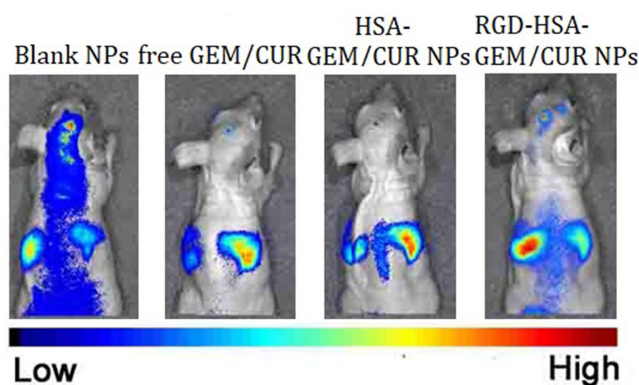 Blank NPs
free GEM/CUR
HSA-
GEM/CUR NPs
RGD-HSA-
GEM/CUR NPs
Low
High